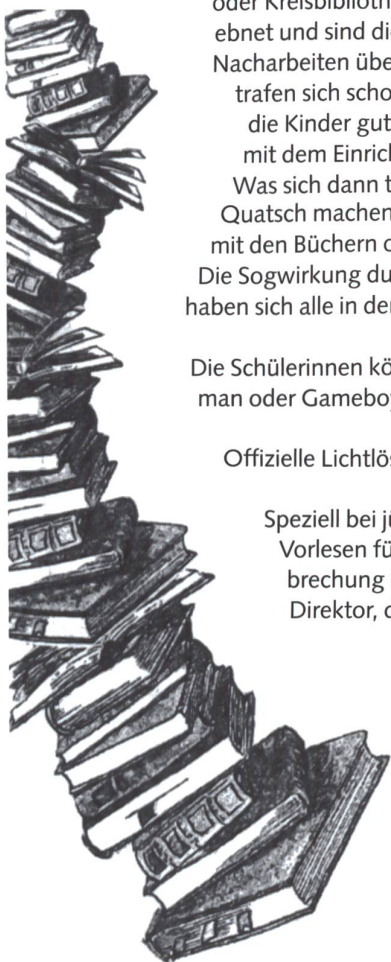 oder Kreisbiblioth
ebnet und sind di
Nacharbeiten übe
trafen sich scho
die Kinder gut
mit dem Einricl
Was sich dann t
Quatsch machen
mit den Büchern d
Die Sogwirkung du
haben sich alle in der
Die Schülerinnen kö
man oder Gameboy
Offizielle Lichtlös
Speziell bei jü
Vorlesen fü
brechung
Direktor, d